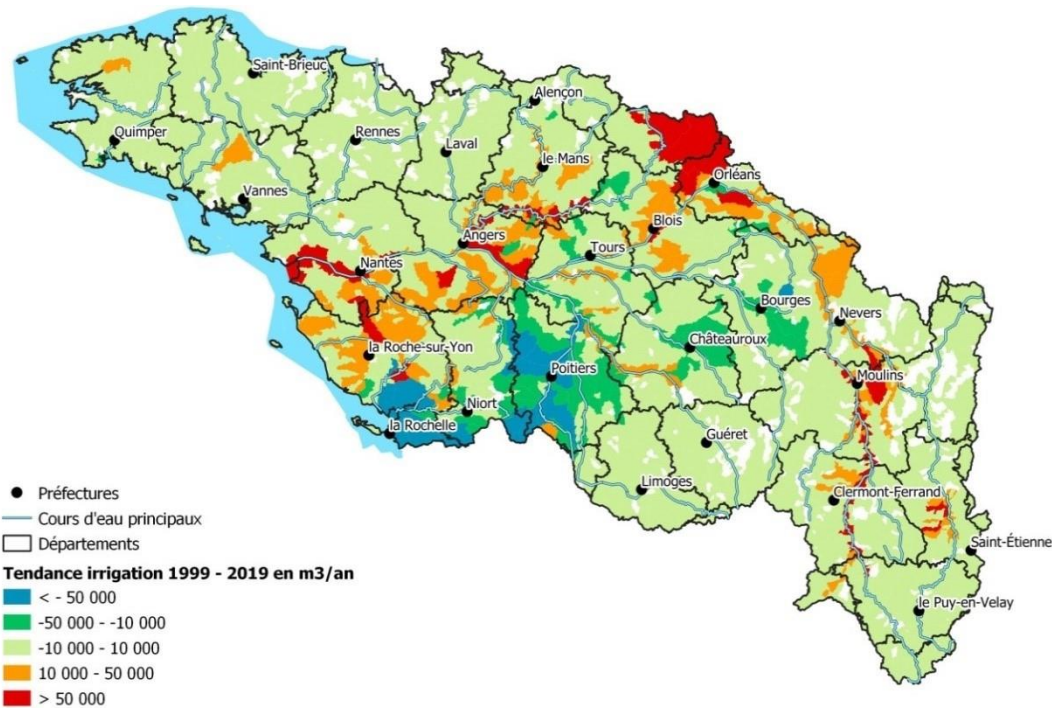 Saint-Brieuc
Alençon
Quimper
Rennes
Laval
le Mans
Orléans
Vannes
Blois
Angers
Tours
Nantes
Bourges
Nevers
Châteauroux
la Roche-sur-Yon
Poitiers
Moulins
Niort
la Rochelle
Guéret
Limoges
Clermont-Ferrand
Saint-Étienne
le Puy-en-Velay
Préfectures
Cours d'eau principaux
Départements
Tendance irrigation 1999 - 2019 en m3/an
< - 50 000
-50 000 - -10 000
-10 000 - 10 000
10 000 - 50 000
> 50 000